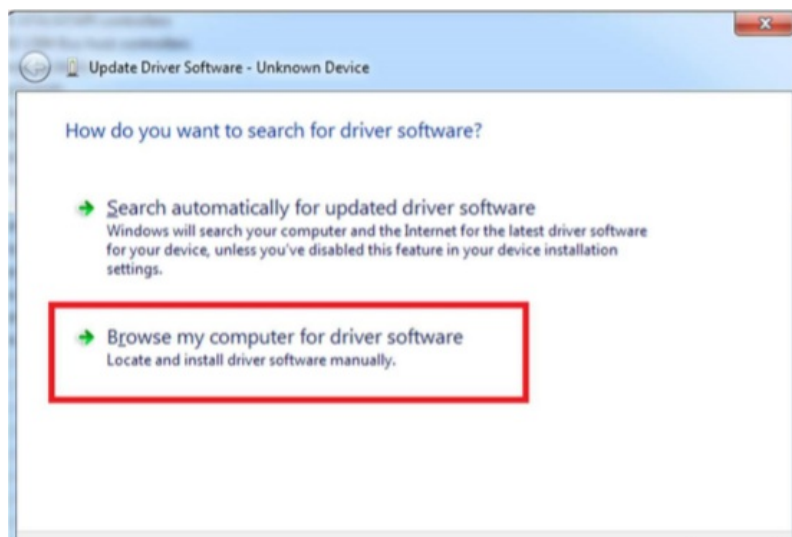 Update Driver Software - Unknown Device
How do you want to search for driver software?
Search automatically for updated driver software
Windows will search your computer and the Internet for the latest driver software
for your device, unless you've disabled this feature in your device installation
settings.
Browse my computer for driver software
Locate and install driver software manually.